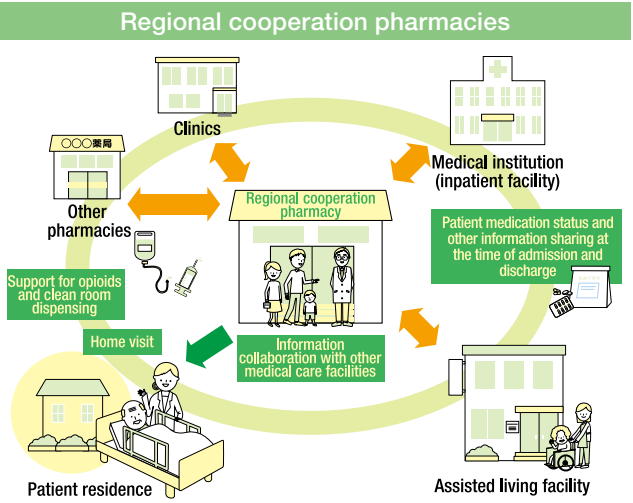 Regional cooperation pharmacies
Clinics
Medical institution
(inpatient facility)
○○○薬局
Other
pharmacies
Regional cooperation
pharmacy
Patient medication status and
other information sharing at
the time of admission and
discharge
Support for opioids
and clean room
dispensing
Home visit
Information
collaboration with other
medical care facilities
Patient residence
Assisted living facility